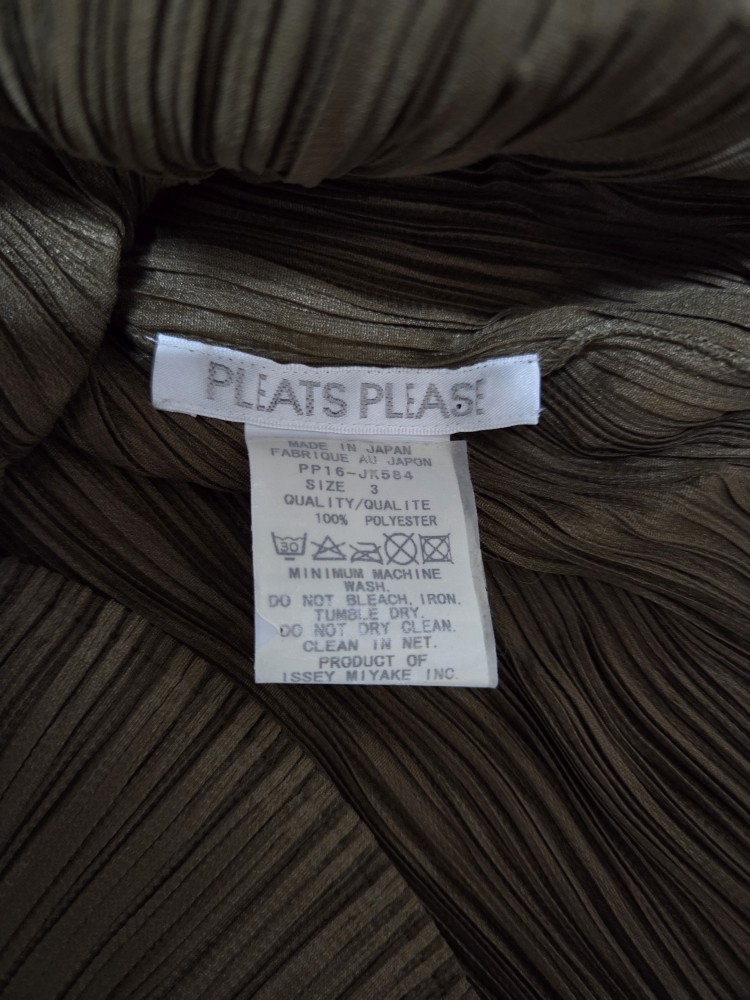 PLEATS PLEASE
MADE IN JAPAN
FABRIQUE AU JAPON
PP16-JK584
SIZE 3
QUALITY/QUALITE
100% POLYESTER
30
MINIMUM MACHINE
WASH.
DO NOT BLEACH, IRON,
TUMBLE DRY.
DO NOT DRY CLEAN.
CLEAN IN NET.
PRODUCT OF
ISSEY MIYAKE INC.